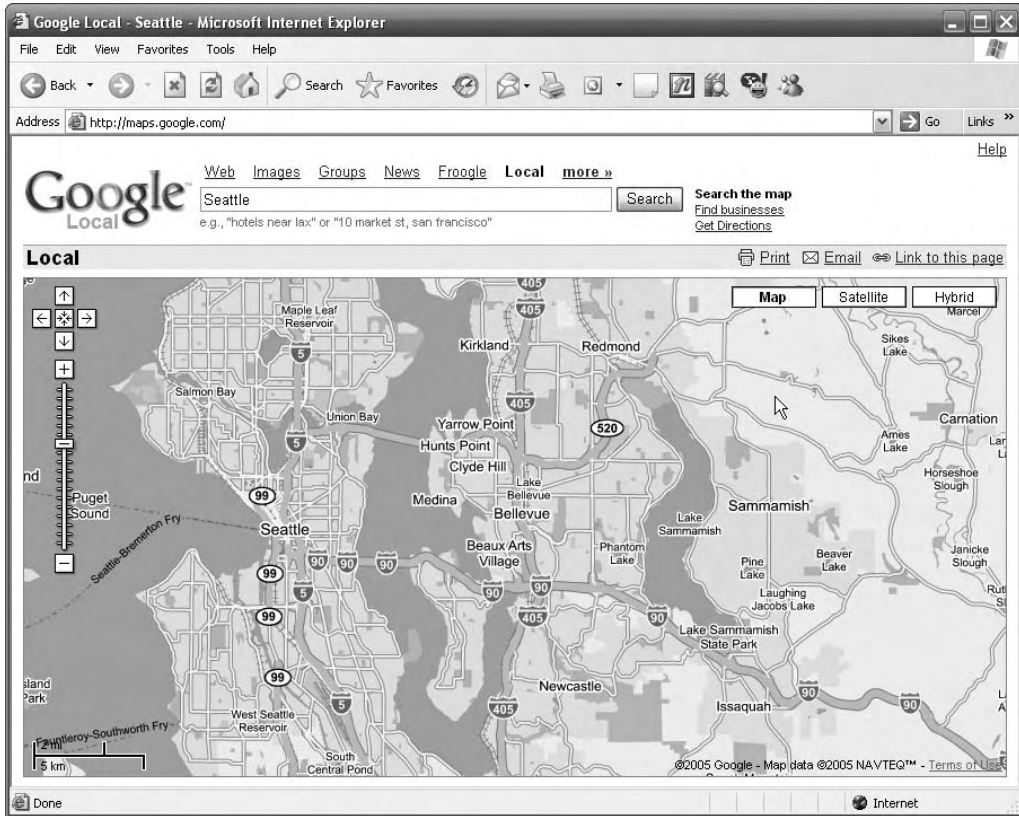 Google Local - Seattle - Microsoft Internet Explorer
File Edit View Favorites Tools Help
Back Search Favorites
Address http://maps.google.com/ Go Links »
Help
Web Images Groups News Froogle Local more »
Google™
Local
Seattle
Search
e.g., "hotels near lax" or "10 market st, san francisco"
Search the map
Find businesses
Get Directions
Local
Print Email Link to this page
Map Satellite Hybrid
Marcel
405
405
Maple Leaf
Reservoir
5
Kirkland
Redmond
Sikes
Lake
Salmon Bay
405
Union Bay
Yarrow Point
520
Carnation
5
Hunts Point
Ames
Lake
Clyde Hill
Horseshoe
Slough
99
Medina
Lake
Bellevue
Bellevue
Puget
Sound
Sammamish
Lake
Sammamish
Seattle
Seattle-Bremerton Fry
Beaux Arts
Village
Phantom
Lake
90
90
90
Pine
Lake
Beaver
Lake
Janicke
Slough
99
5
90
90
Laughing
Jacobs Lake
99
405
90
Lake Sammamish
State Park
99
Newcastle
90
90
5
405
Issaquah
West Seattle
Reservoir
Fauntleroy-Southworth Fry
South
Central Pond
2 mi
5 km
©2005 Google - Map data ©2005 NAVTEQ™ - Terms of Use
Done
Internet